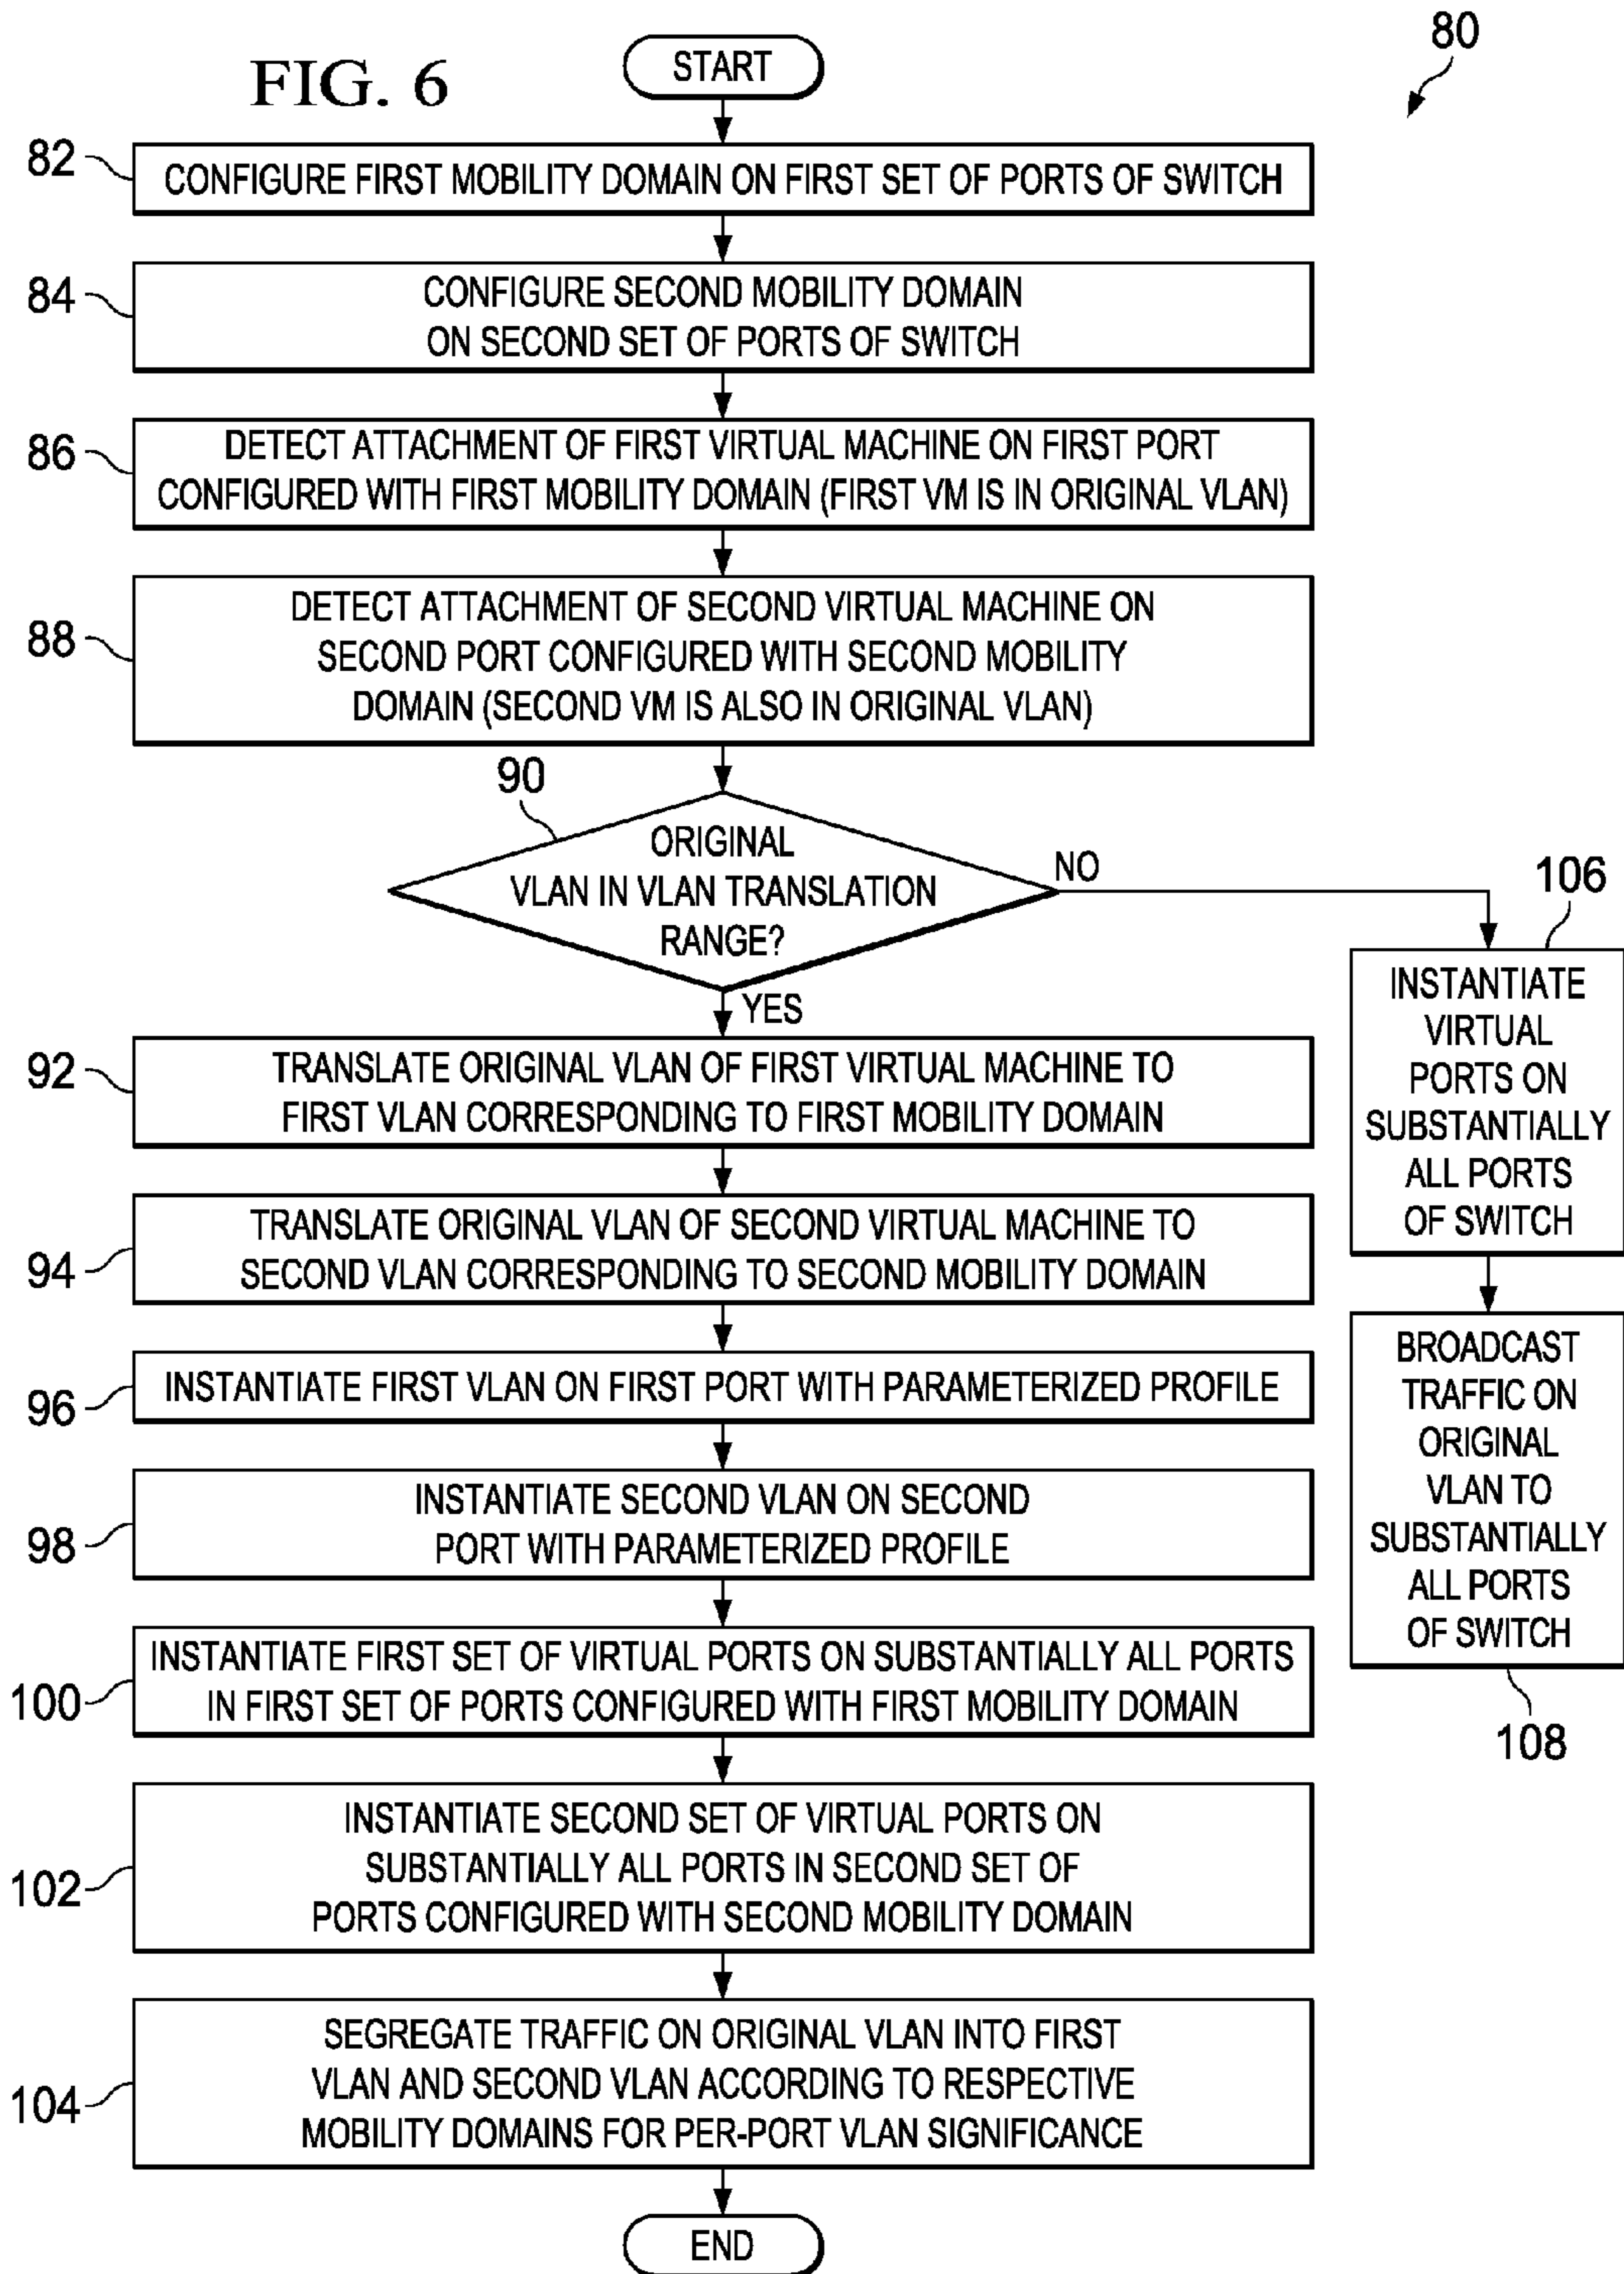 FIG. 6
START
80
82
CONFIGURE FIRST MOBILITY DOMAIN ON FIRST SET OF PORTS OF SWITCH
84
CONFIGURE SECOND MOBILITY DOMAIN
ON SECOND SET OF PORTS OF SWITCH
86
DETECT ATTACHMENT OF FIRST VIRTUAL MACHINE ON FIRST PORT
CONFIGURED WITH FIRST MOBILITY DOMAIN (FIRST VM IS IN ORIGINAL VLAN)
88
DETECT ATTACHMENT OF SECOND VIRTUAL MACHINE ON
SECOND PORT CONFIGURED WITH SECOND MOBILITY
DOMAIN (SECOND VM IS ALSO IN ORIGINAL VLAN)
90
ORIGINAL
VLAN IN VLAN TRANSLATION
RANGE?
NO
YES
92
TRANSLATE ORIGINAL VLAN OF FIRST VIRTUAL MACHINE TO
FIRST VLAN CORRESPONDING TO FIRST MOBILITY DOMAIN
94
TRANSLATE ORIGINAL VLAN OF SECOND VIRTUAL MACHINE TO
SECOND VLAN CORRESPONDING TO SECOND MOBILITY DOMAIN
96
INSTANTIATE FIRST VLAN ON FIRST PORT WITH PARAMETERIZED PROFILE
98
INSTANTIATE SECOND VLAN ON SECOND
PORT WITH PARAMETERIZED PROFILE
100
INSTANTIATE FIRST SET OF VIRTUAL PORTS ON SUBSTANTIALLY ALL PORTS
IN FIRST SET OF PORTS CONFIGURED WITH FIRST MOBILITY DOMAIN
102
INSTANTIATE SECOND SET OF VIRTUAL PORTS ON
SUBSTANTIALLY ALL PORTS IN SECOND SET OF
PORTS CONFIGURED WITH SECOND MOBILITY DOMAIN
104
SEGREGATE TRAFFIC ON ORIGINAL VLAN INTO FIRST
VLAN AND SECOND VLAN ACCORDING TO RESPECTIVE
MOBILITY DOMAINS FOR PER-PORT VLAN SIGNIFICANCE
END
106
INSTANTIATE
VIRTUAL
PORTS ON
SUBSTANTIALLY
ALL PORTS
OF SWITCH
BROADCAST
TRAFFIC ON
ORIGINAL
VLAN TO
SUBSTANTIALLY
ALL PORTS
OF SWITCH
108